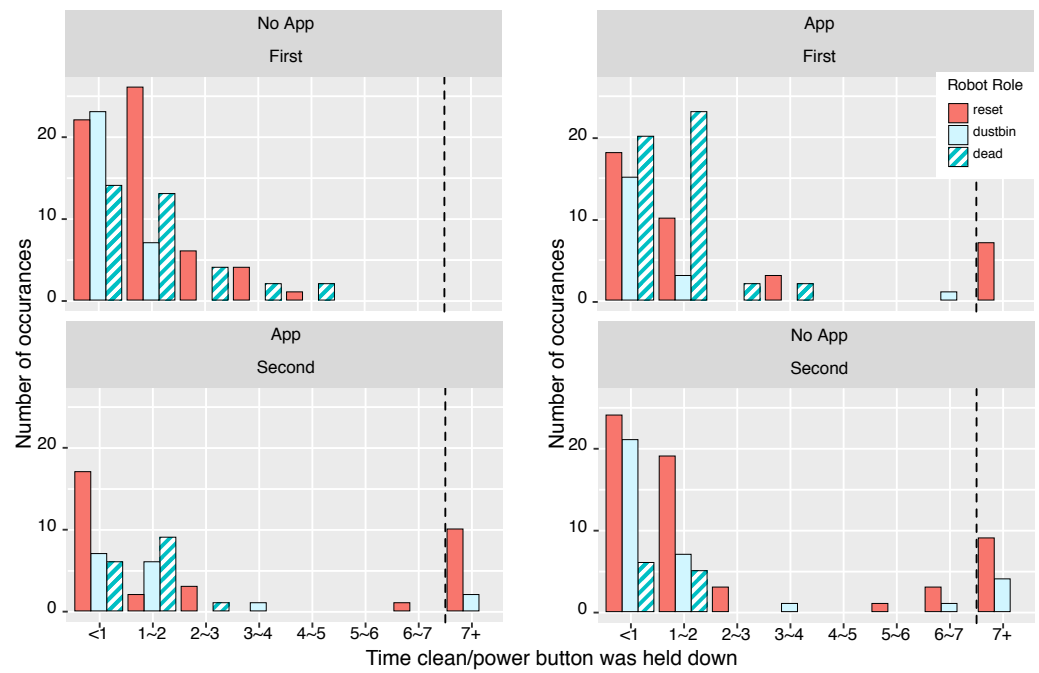 No App
First
App
First
Robot Role
reset
dustbin
dead
Number of occurances
20
10
0
Number of occurances
20
10
0
App
Second
No App
Second
20
10
0
20
10
0
<1 1~2 2~3 3~4 4~5 5~6 6~7 7+
<1 1~2 2~3 3~4 4~5 5~6 6~7 7+
Time clean/power button was held down